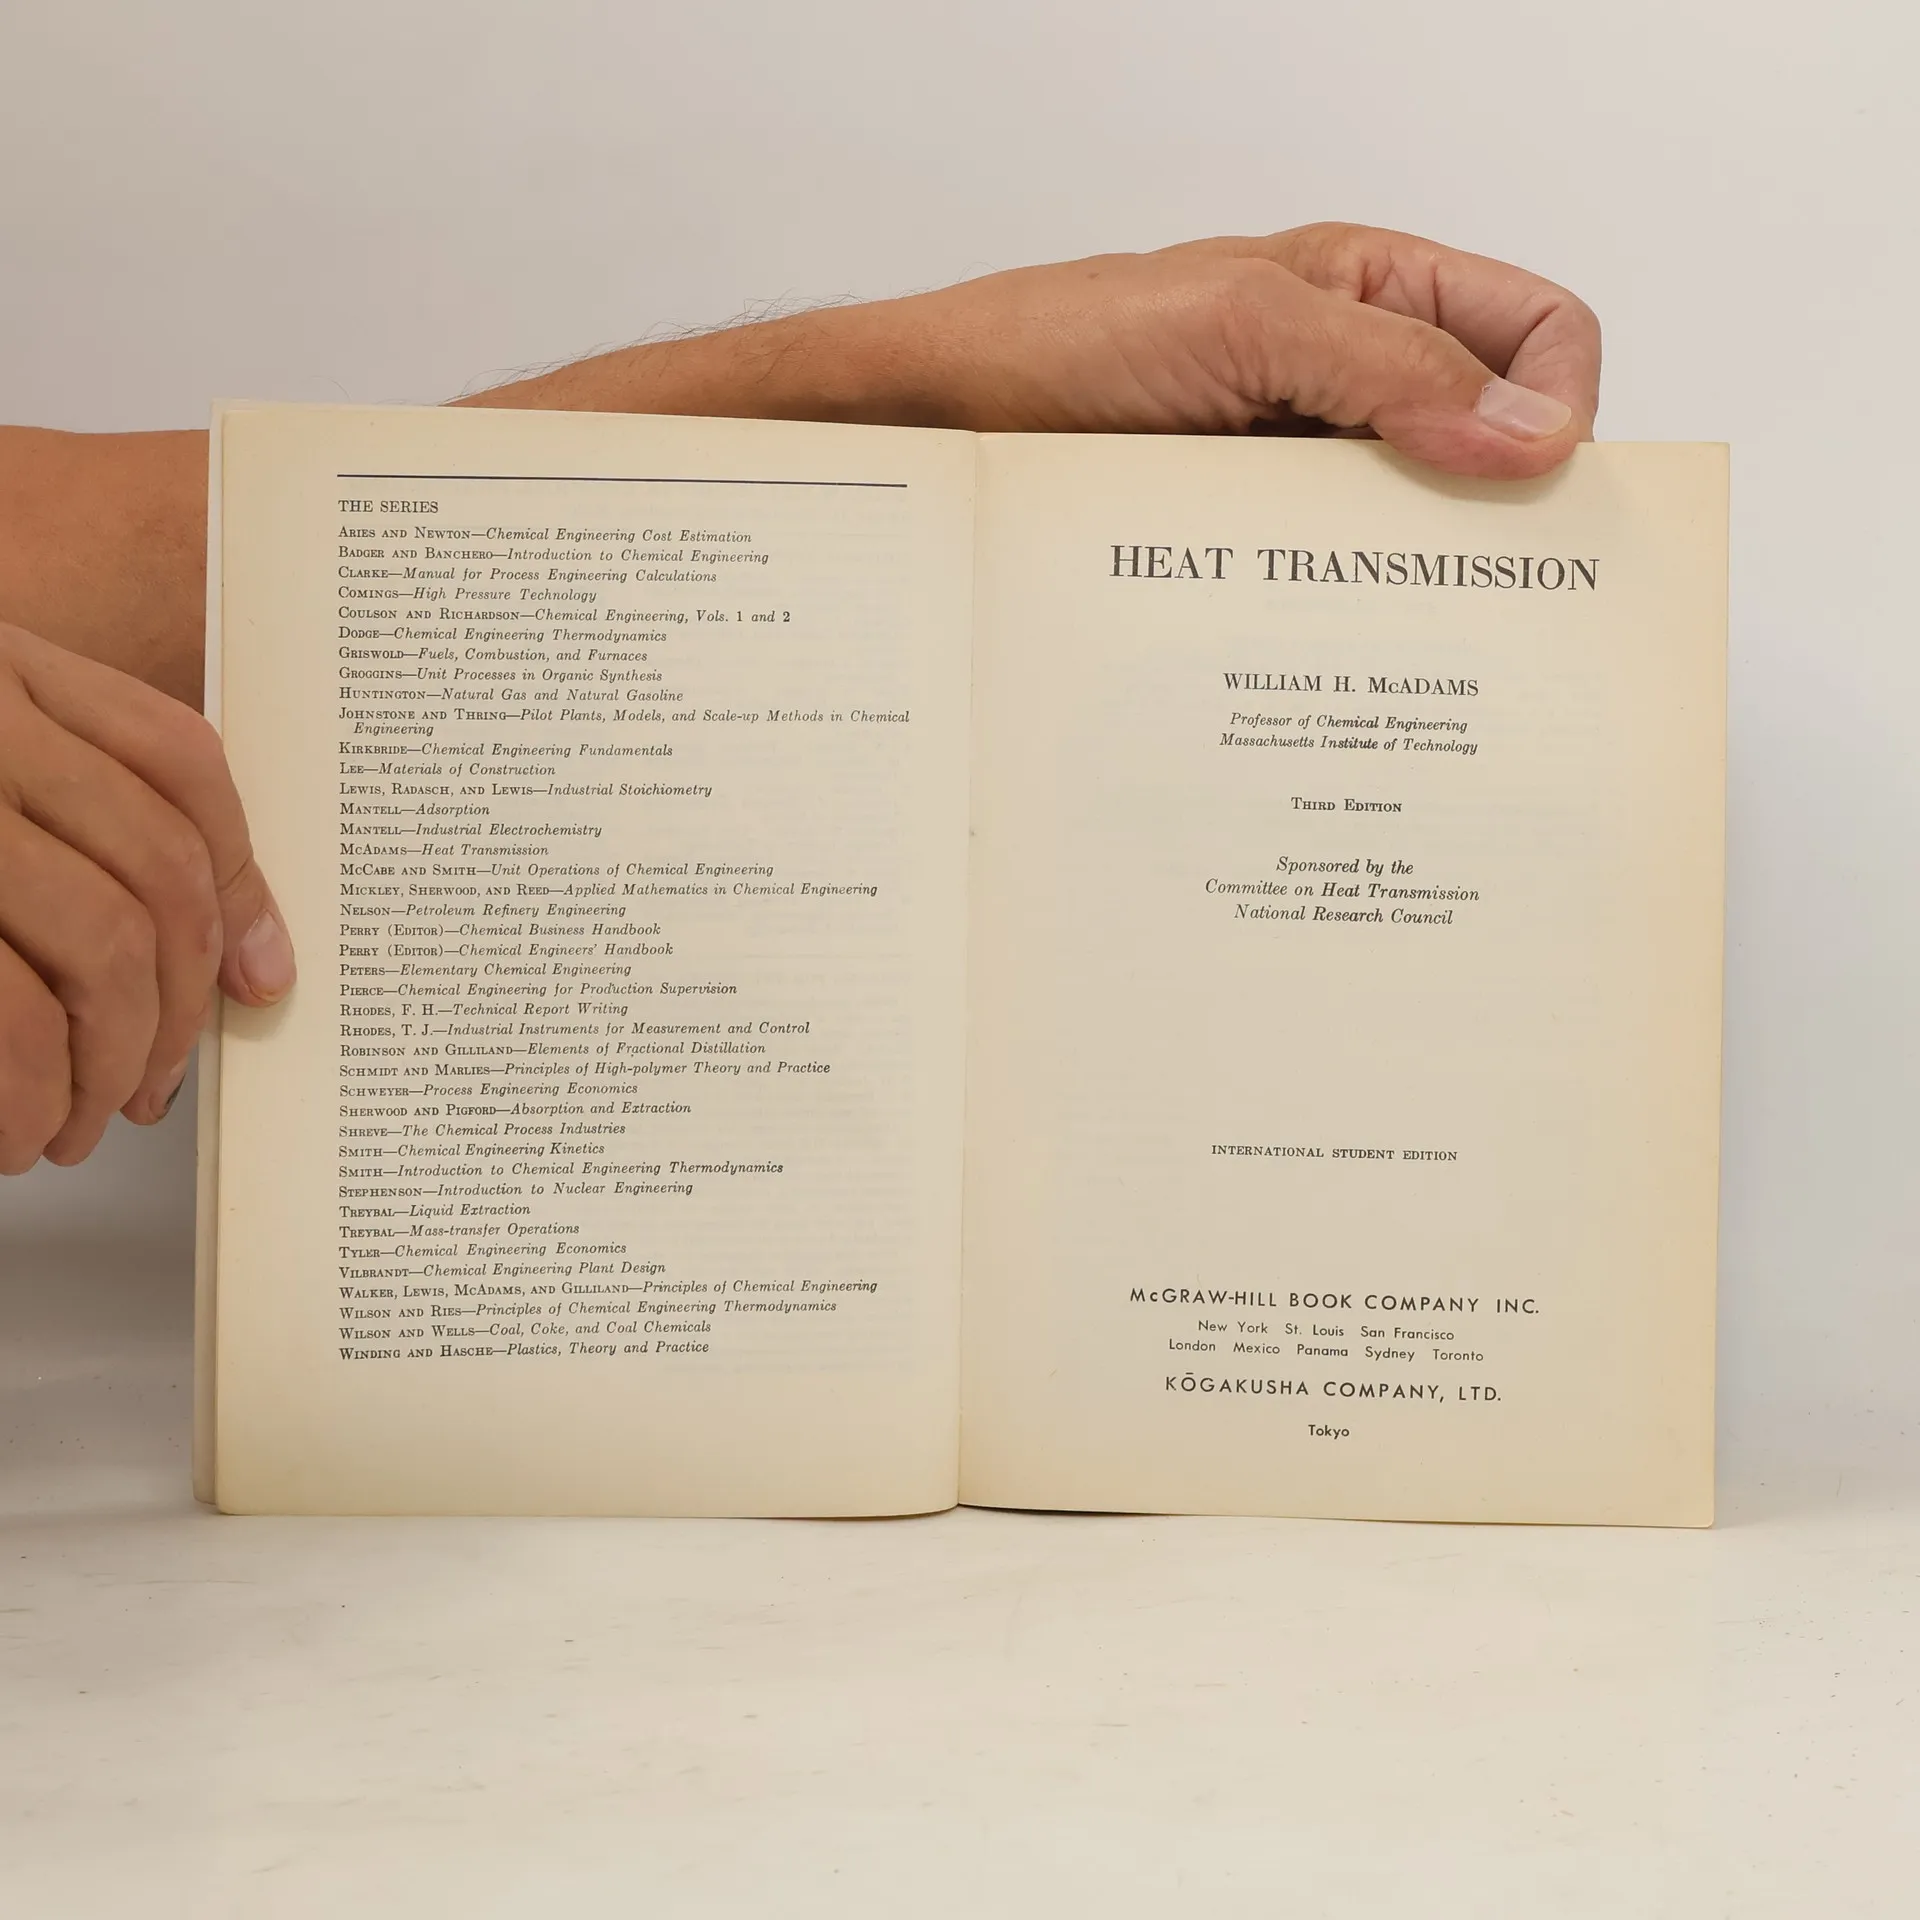 THE SERIES
ARIES AND NEWTON—Chemical Engineering Cost Estimation
BADGER AND BANCHERO—Introduction to Chemical Engineering
CLARKE—Manual for Process Engineering Calculations
COMINGS—High Pressure Technology
COULSON AND RICHARDSON—Chemical Engineering, Vols. 1 and 2
DODGE—Chemical Engineering Thermodynamics
GRISWOLD—Fuels, Combustion, and Furnaces
GROGGINS—Unit Processes in Organic Synthesis
HUNTINGTON—Natural Gas and Natural Gasoline
JOHNSTONE AND THRING—Pilot Plants, Models, and Scale-up Methods in Chemical
Engineering
KIRKBRIDE—Chemical Engineering Fundamentals
LEE—Materials of Construction
LEWIS, RADASCH, AND LEWIS—Industrial Stoichiometry
MANTELL—Adsorption
MANTELL—Industrial Electrochemistry
MCADAMS—Heat Transmission
MCCABE AND SMITH—Unit Operations of Chemical Engineering
MICKLEY, SHERWOOD, AND REED—Applied Mathematics in Chemical Engineering
NELSON—Petroleum Refinery Engineering
PERRY (EDITOR)—Chemical Business Handbook
PERRY (EDITOR)—Chemical Engineers' Handbook
PETERS—Elementary Chemical Engineering
PIERCE—Chemical Engineering for Production Supervision
RHODES, F. H.—Technical Report Writing
RHODES, T. J.—Industrial Instruments for Measurement and Control
ROBINSON AND GILLILAND—Elements of Fractional Distillation
SCHMIDT AND MARLIES—Principles of High-polymer Theory and Practice
SCHWEYER—Process Engineering Economics
SHERWOOD AND PIGFORD—Absorption and Extraction
SHREVE—The Chemical Process Industries
SMITH—Chemical Engineering Kinetics
SMITH—Introduction to Chemical Engineering Thermodynamics
STEPHENSON—Introduction to Nuclear Engineering
TREYBAL—Liquid Extraction
TREYBAL—Mass-transfer Operations
TYLER—Chemical Engineering Economics
VILBRANDT—Chemical Engineering Plant Design
WALKER, LEWIS, MCADAMS, AND GILLILAND—Principles of Chemical Engineering
WILSON AND RIES—Principles of Chemical Engineering Thermodynamics
WILSON AND WELLS—Coal, Coke, and Coal Chemicals
WINDING AND HASCHE—Plastics, Theory and Practice
HEAT TRANSMISSION
WILLIAM H. McADAMS
Professor of Chemical Engineering
Massachusetts Institute of Technology
THIRD EDITION
Sponsored by the
Committee on Heat Transmission
National Research Council
INTERNATIONAL STUDENT EDITION
McGRAW-HILL BOOK COMPANY INC.
New York St. Louis San Francisco
London Mexico Panama Sydney Toronto
KŌGAKUSHA COMPANY, LTD.
Tokyo